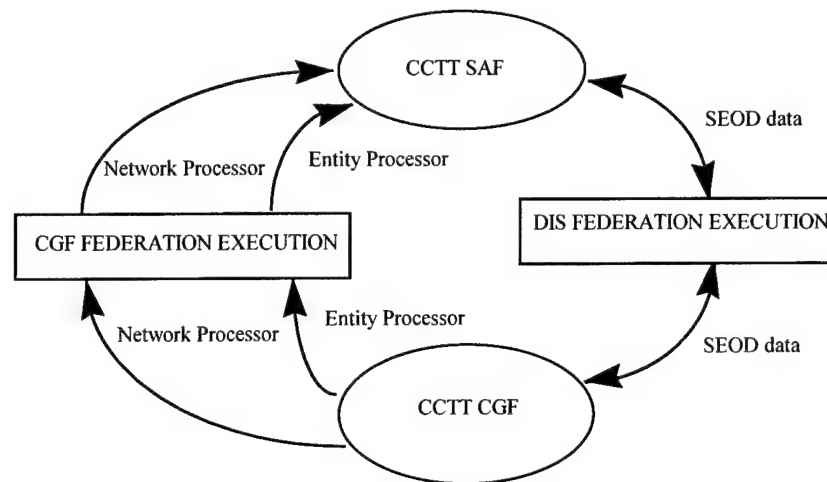 CCTT SAF
SEOD data
Network Processor
Entity Processor
CGF FEDERATION EXECUTION
DIS FEDERATION EXECUTION
Network Processor
Entity Processor
SEOD data
CCTT CGF